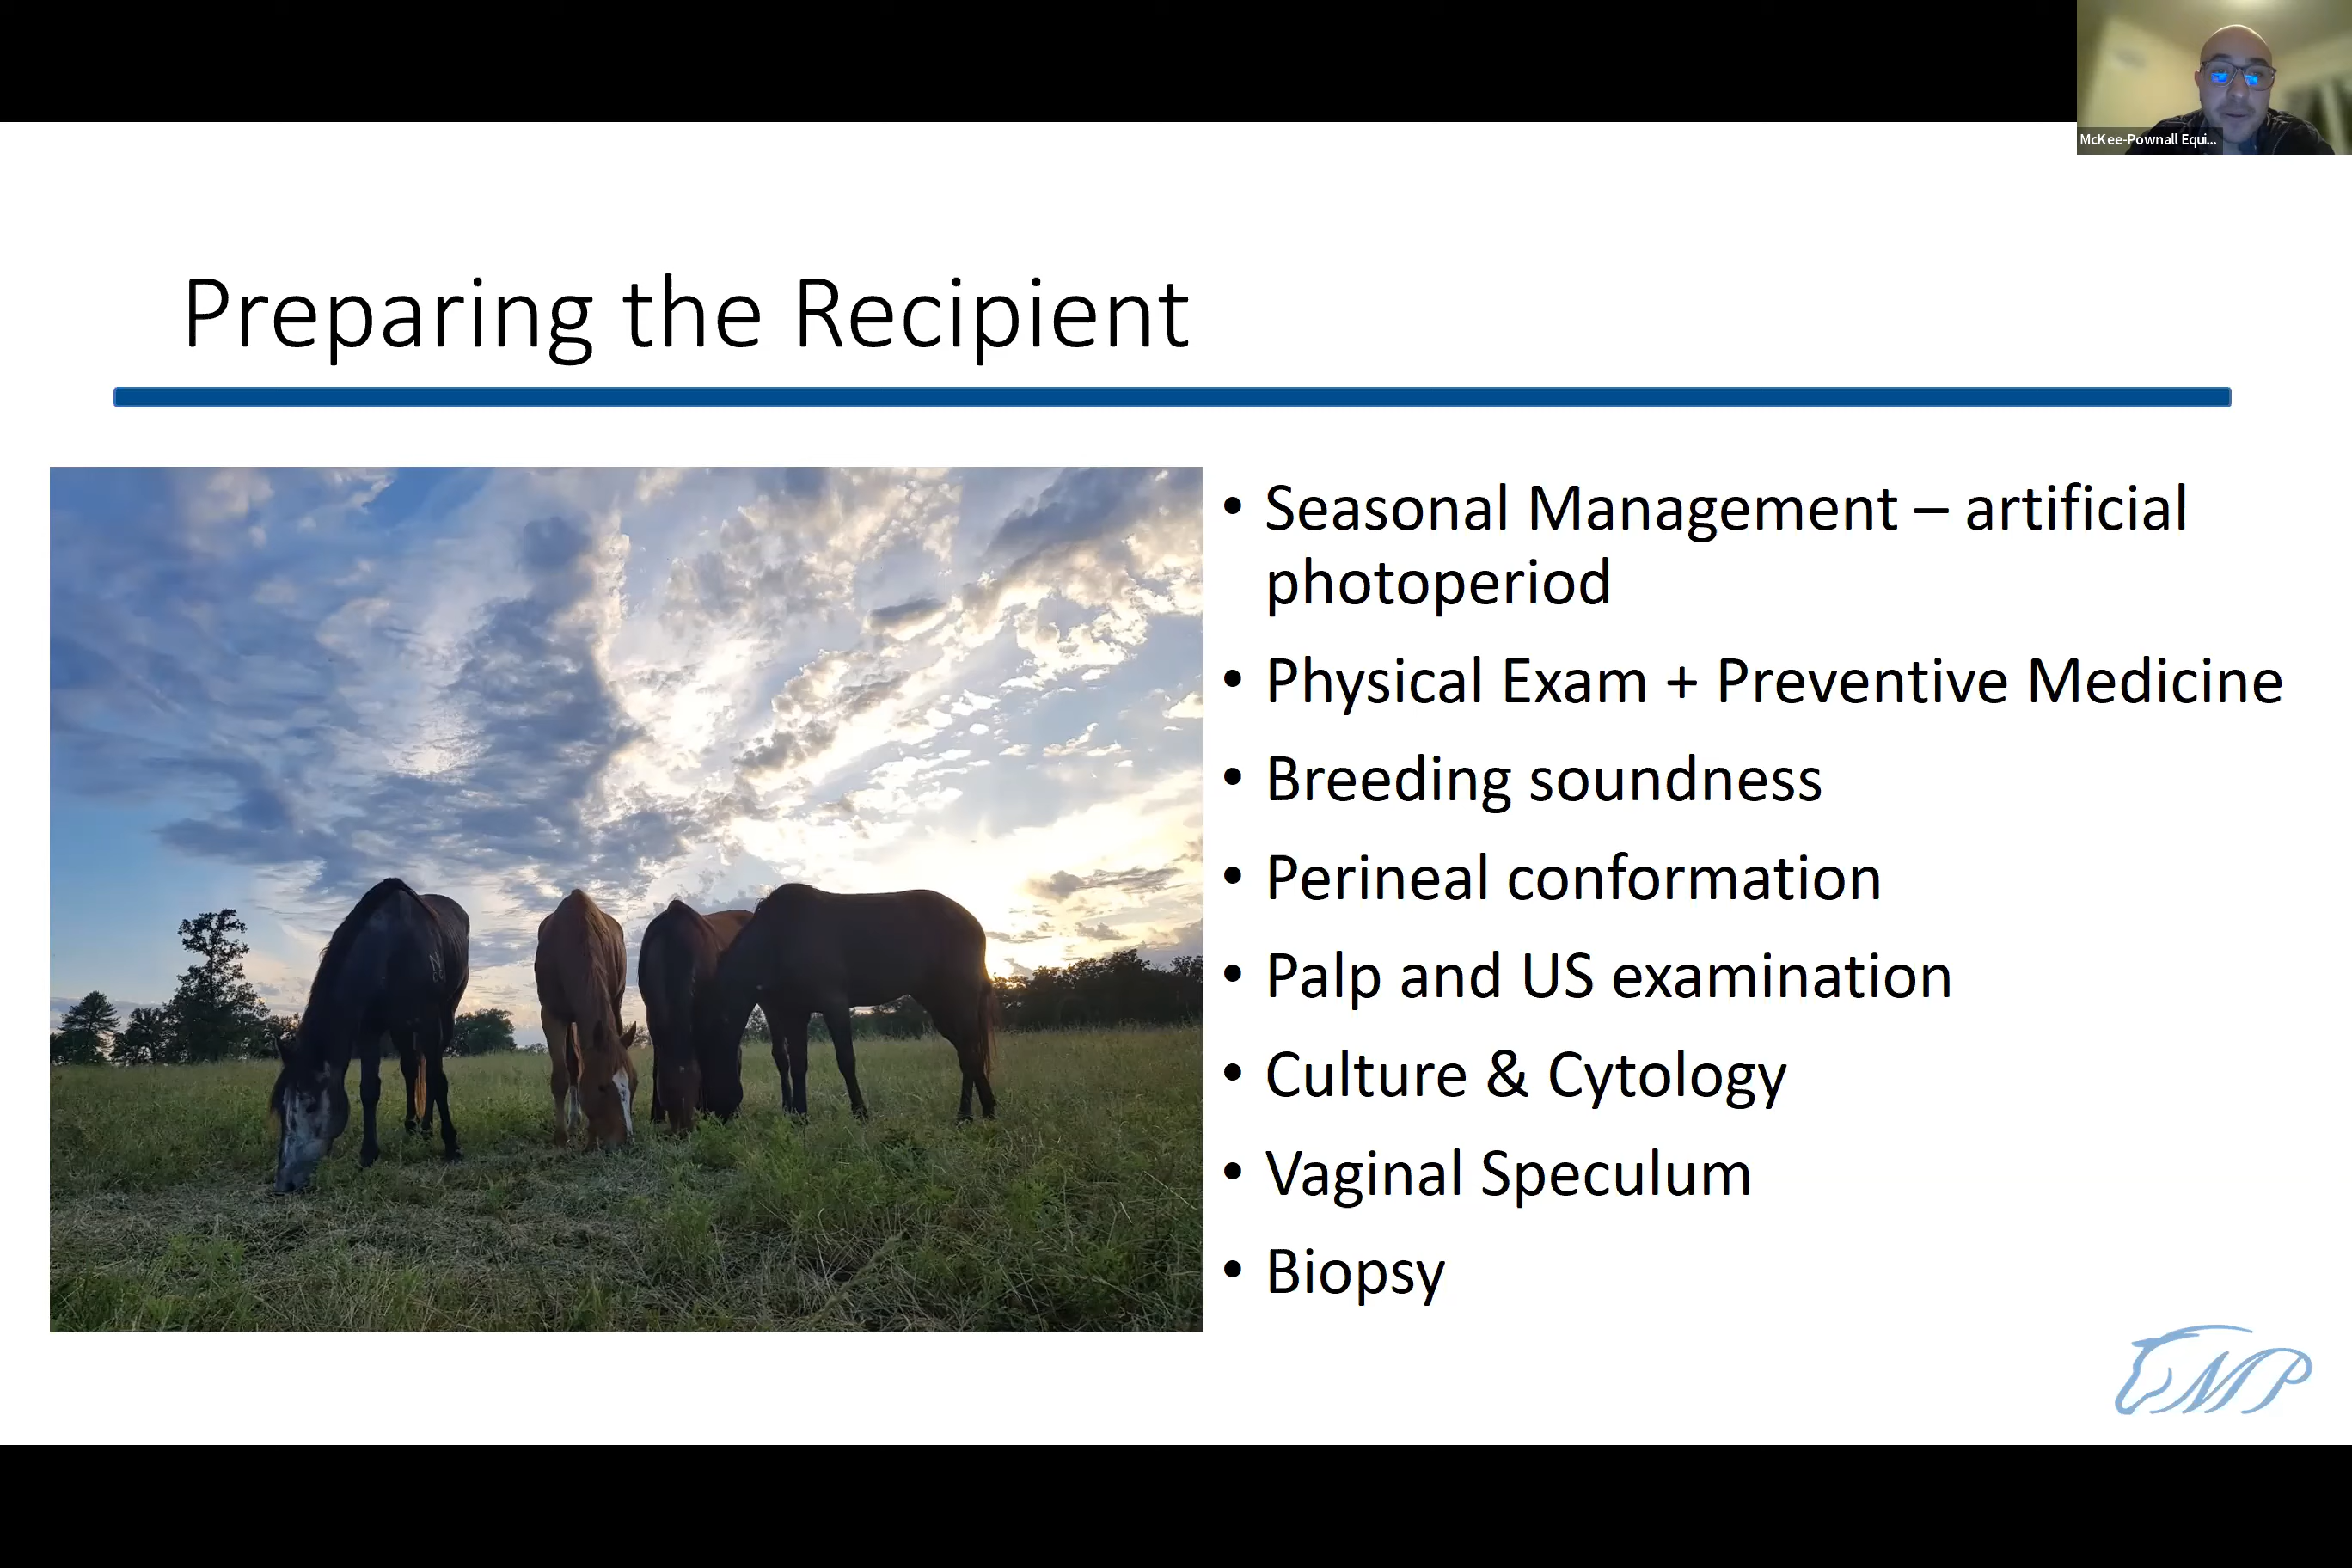 McKee-Pownall Equi...
Preparing the Recipient
• Seasonal Management – artificial
photoperiod
• Physical Exam + Preventive Medicine
• Breeding soundness
• Perineal conformation
• Palp and US examination
• Culture & Cytology
• Vaginal Speculum
• Biopsy
MP